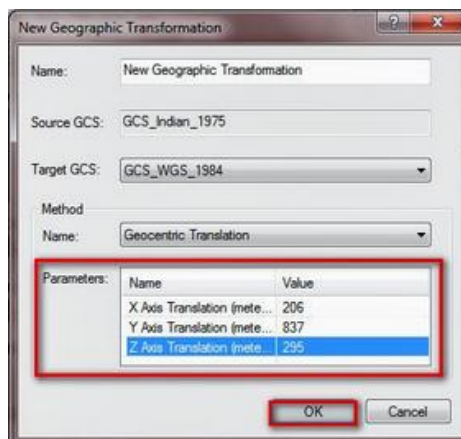 New Geographic Transformation
Name: New Geographic Transformation
Source GCS: GCS_Indian_1975
Target GCS: GCS_WGS_1984
Method
Name: Geocentric Translation
Parameters:
Name Value
X Axis Translation (mete... 206
Y Axis Translation (mete... 837
Z Axis Translation (mete... 295
OK Cancel